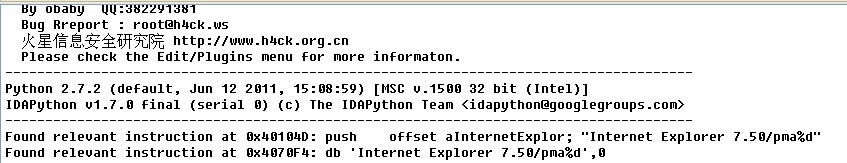 By obaby  QQ:382291381
Bug Rreport : root@h4ck.ws
火星信息安全研究院 http://www.h4ck.org.cn
Please check the Edit/Plugins menu for more informaton.
---------------------------------------------------------------------------------------------
Python 2.7.2 (default, Jun 12 2011, 15:08:59) [MSC v.1500 32 bit (Intel)]
IDAPython v1.7.0 final (serial 0) (c) The IDAPython Team <idapython@googlegroups.com>
---------------------------------------------------------------------------------------------
Found relevant instruction at 0x40104D: push    offset aInternetExplor; "Internet Explorer 7.50/pma%d"
Found relevant instruction at 0x4070F4: db 'Internet Explorer 7.50/pma%d',0